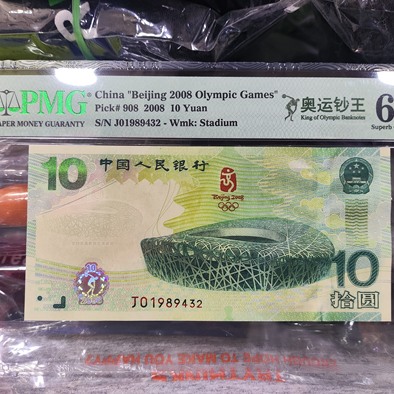 PMG
PAPER MONEY GUARANTY
China "Beijing 2008 Olympic Games"
Pick# 908 2008 10 Yuan
S/N J01989432 - Wmk: Stadium
奥运钞王
King of Olympic Banknotes
6
Superb
10
中国人民银行
Beijing 2008
10
J01989432
10
拾圆